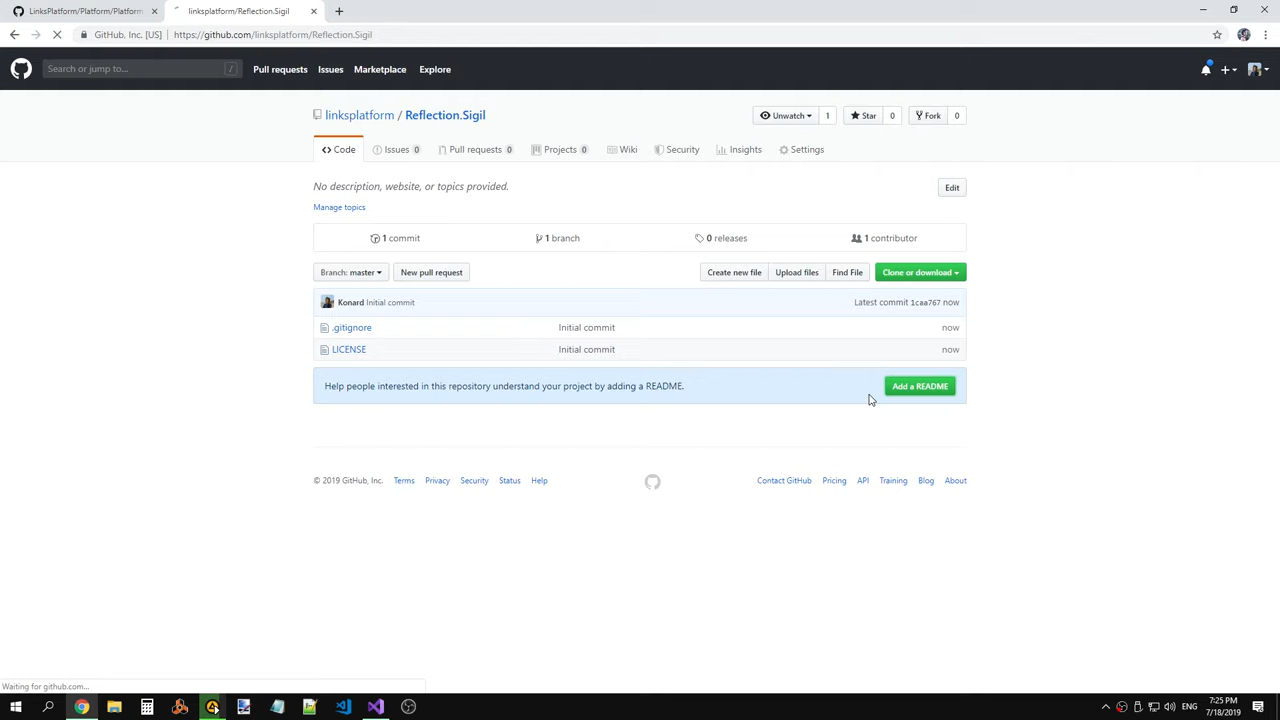 LinksPlatform/Platform/Platform
linksplatform/Reflection.Sigil
GitHub, Inc. [US] https://github.com/linksplatform/Reflection.Sigil
Search or jump to... / Pull requests Issues Marketplace Explore
linksplatform / Reflection.Sigil
Unwatch 1 Star 0 Fork 0
Code Issues 0 Pull requests 0 Projects 0 Wiki Security Insights Settings
No description, website, or topics provided.
Edit
Manage topics
1 commit 1 branch 0 releases 1 contributor
Branch: master New pull request Create new file Upload files Find File Clone or download
Konard Initial commit Latest commit 1caa767 now
.gitignore Initial commit now
LICENSE Initial commit now
Help people interested in this repository understand your project by adding a README. Add a README
© 2019 GitHub, Inc. Terms Privacy Security Status Help Contact GitHub Pricing API Training Blog About
Waiting for github.com...
ENG
7:25 PM
7/18/2019